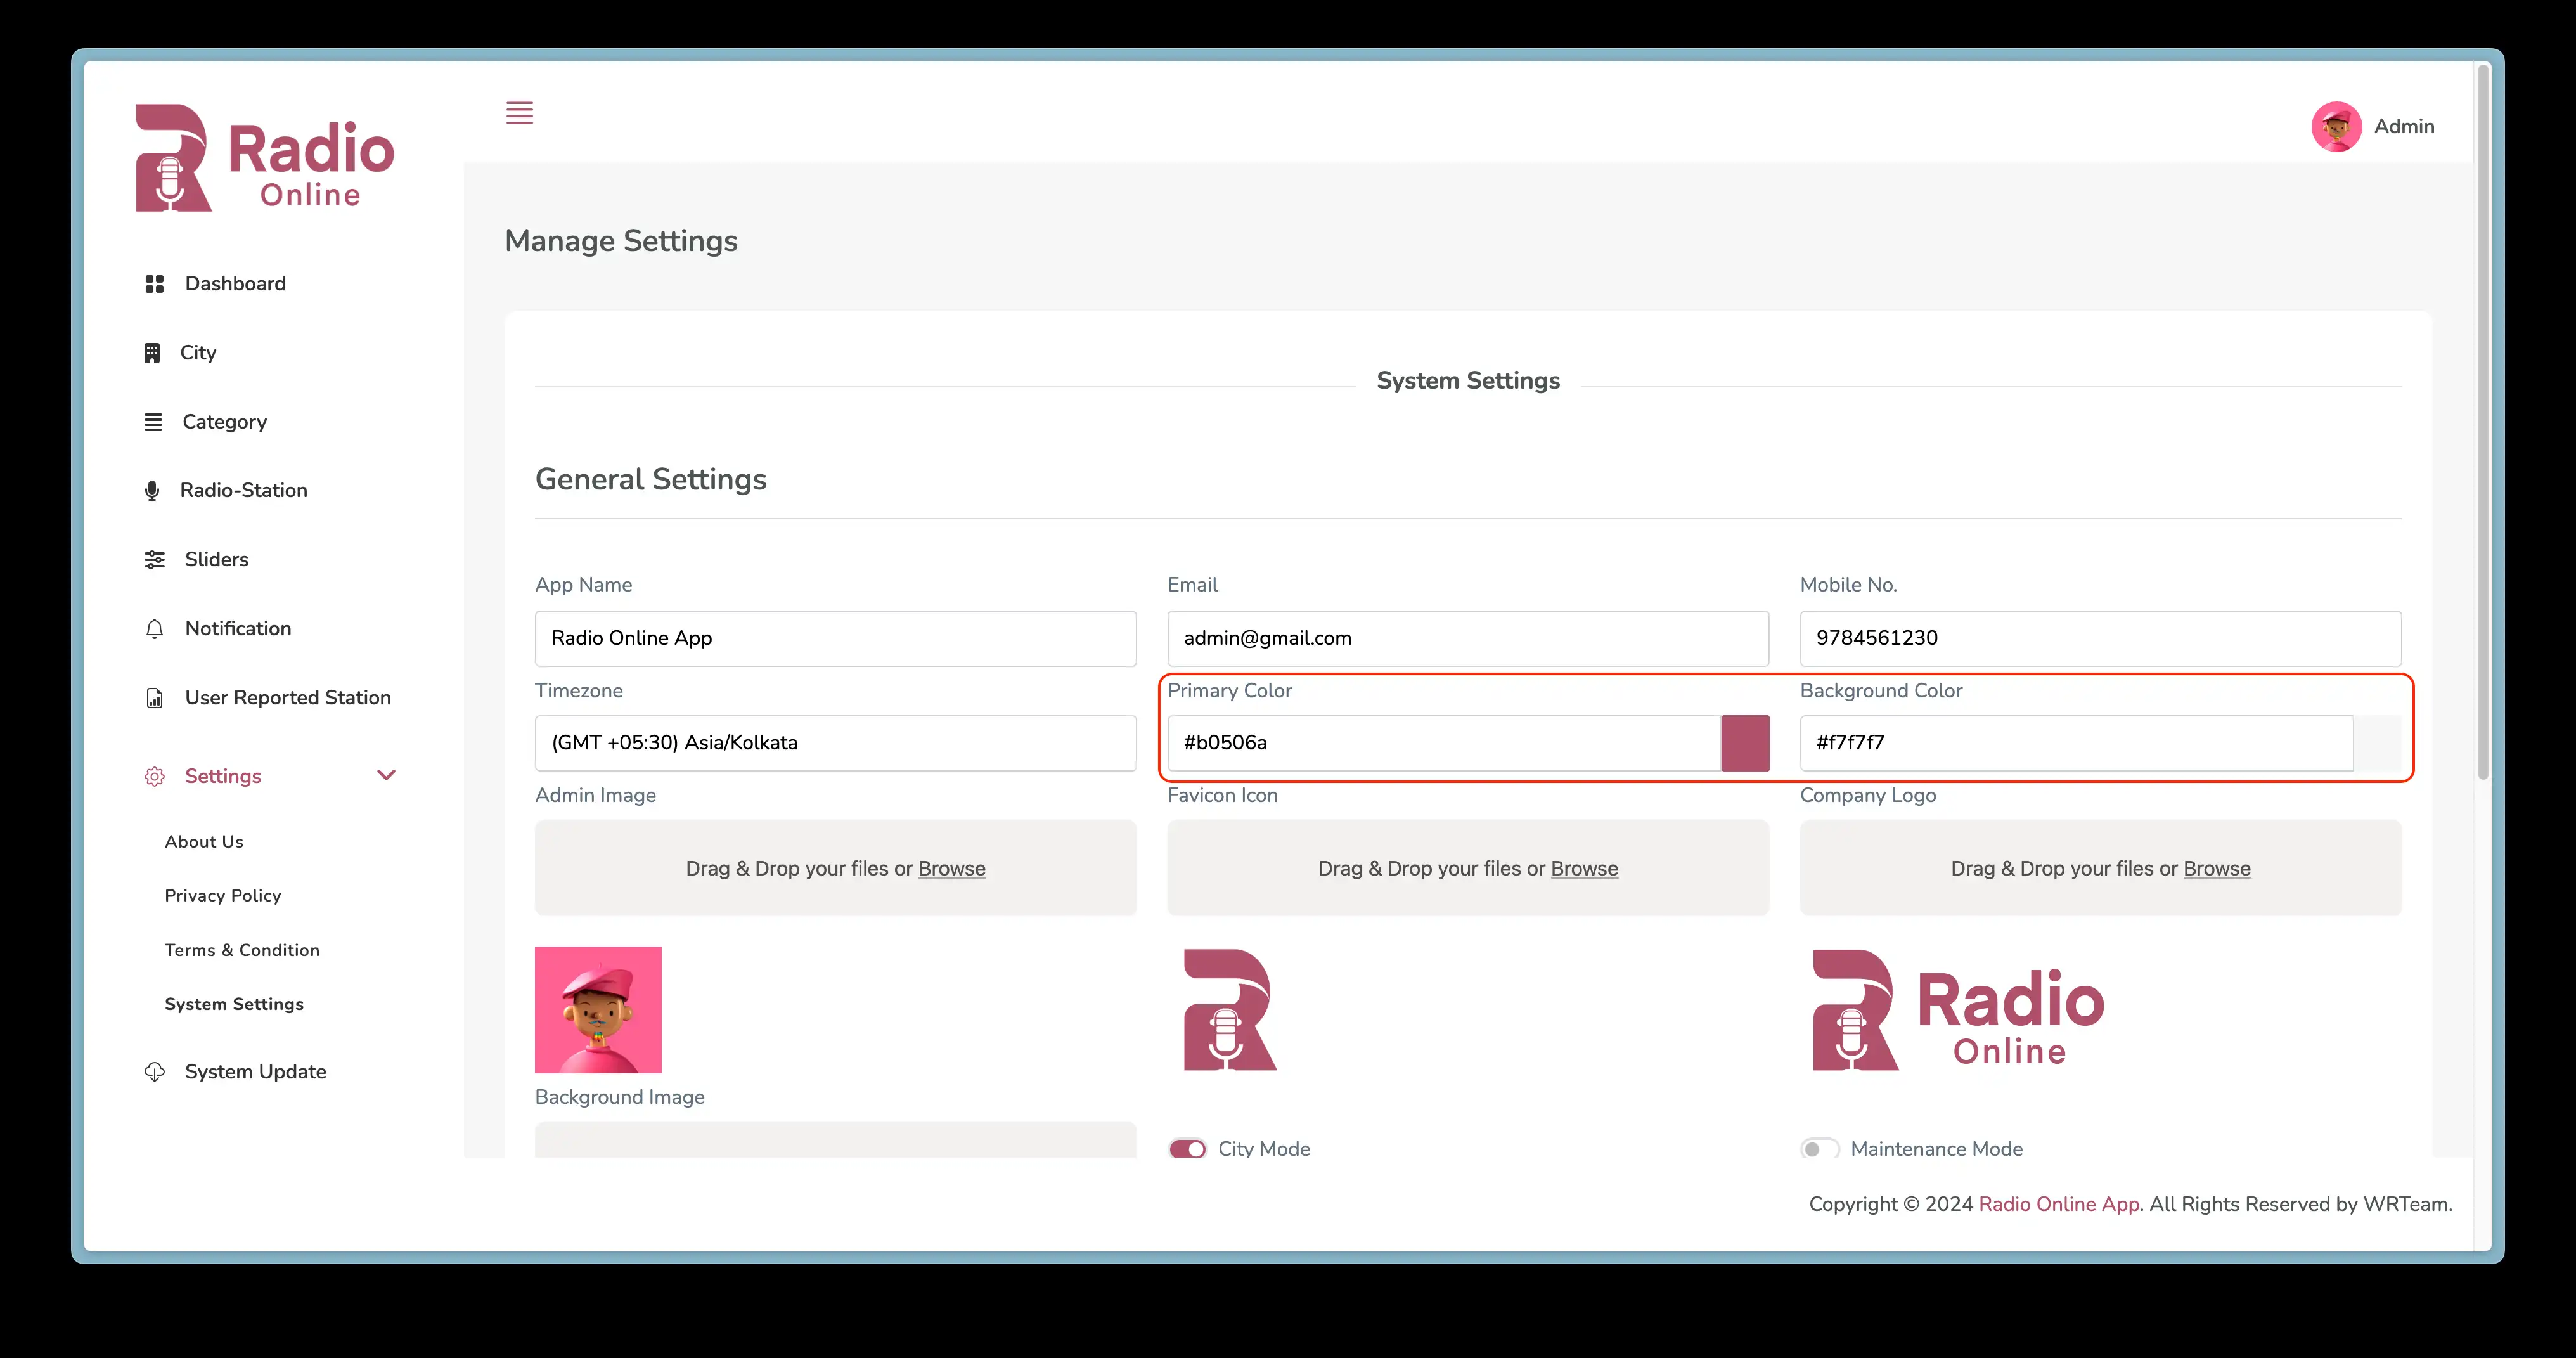 Radio
Online
Admin
Manage Settings
Dashboard
City
Category
Radio-Station
Sliders
Notification
User Reported Station
Settings
About Us
Privacy Policy
Terms & Condition
System Settings
System Update
System Settings
General Settings
App Name
Email
Mobile No.
Radio Online App
admin@gmail.com
9784561230
Timezone
Primary Color
Background Color
(GMT +05:30) Asia/Kolkata
#b0506a
#f7f7f7
Admin Image
Favicon Icon
Company Logo
Drag & Drop your files or Browse
Drag & Drop your files or Browse
Drag & Drop your files or Browse
Radio
Online
Background Image
City Mode
Maintenance Mode
Copyright © 2024 Radio Online App. All Rights Reserved by WRTeam.